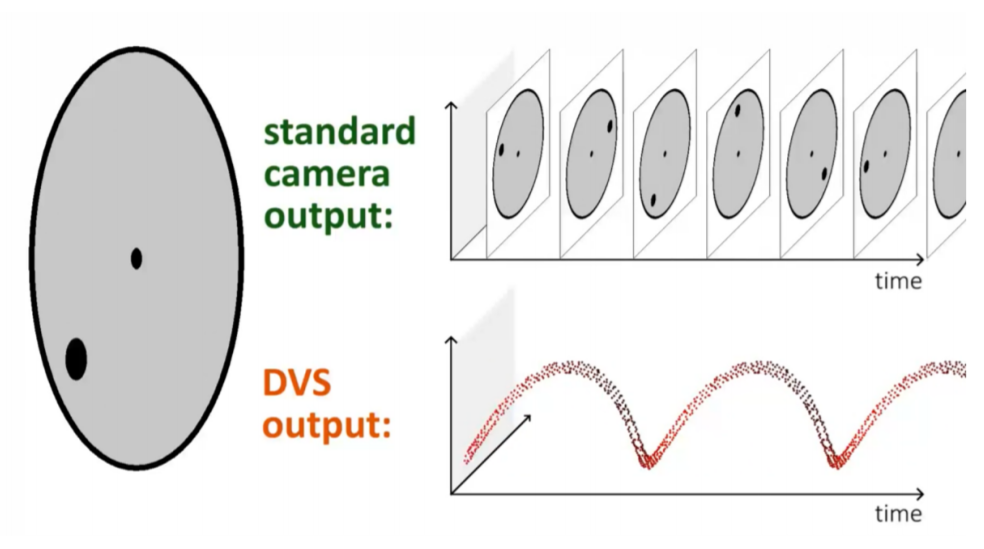 standard
camera
output:
time
DVS
output:
time